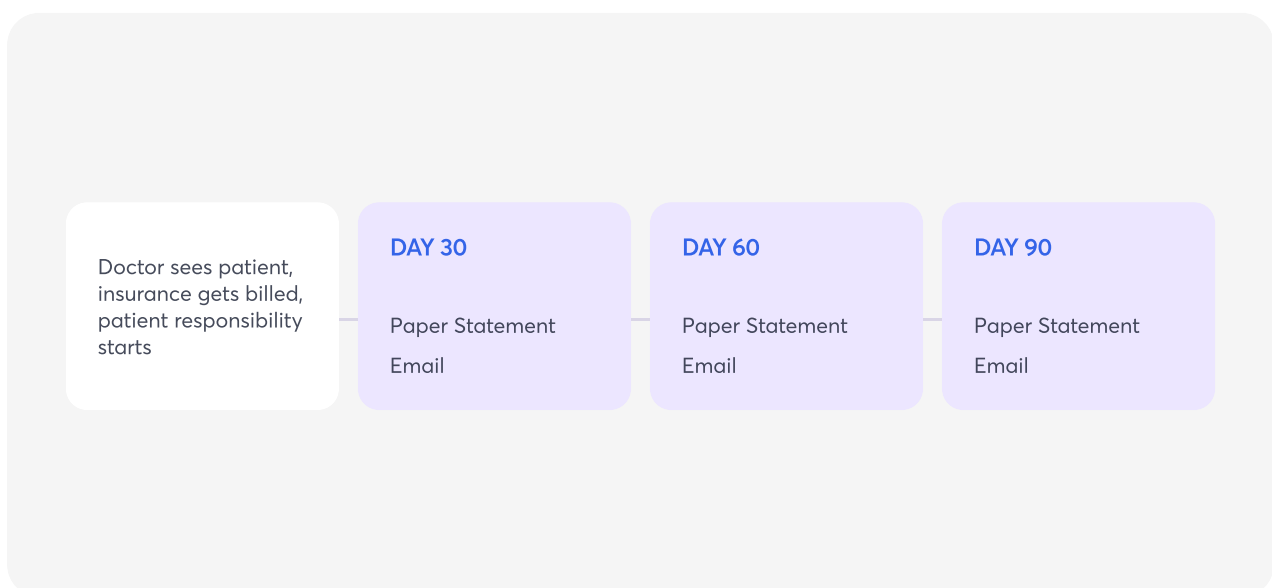 Doctor sees patient,
insurance gets billed,
patient responsibility
starts
DAY 30
Paper Statement
Email
DAY 60
Paper Statement
Email
DAY 90
Paper Statement
Email